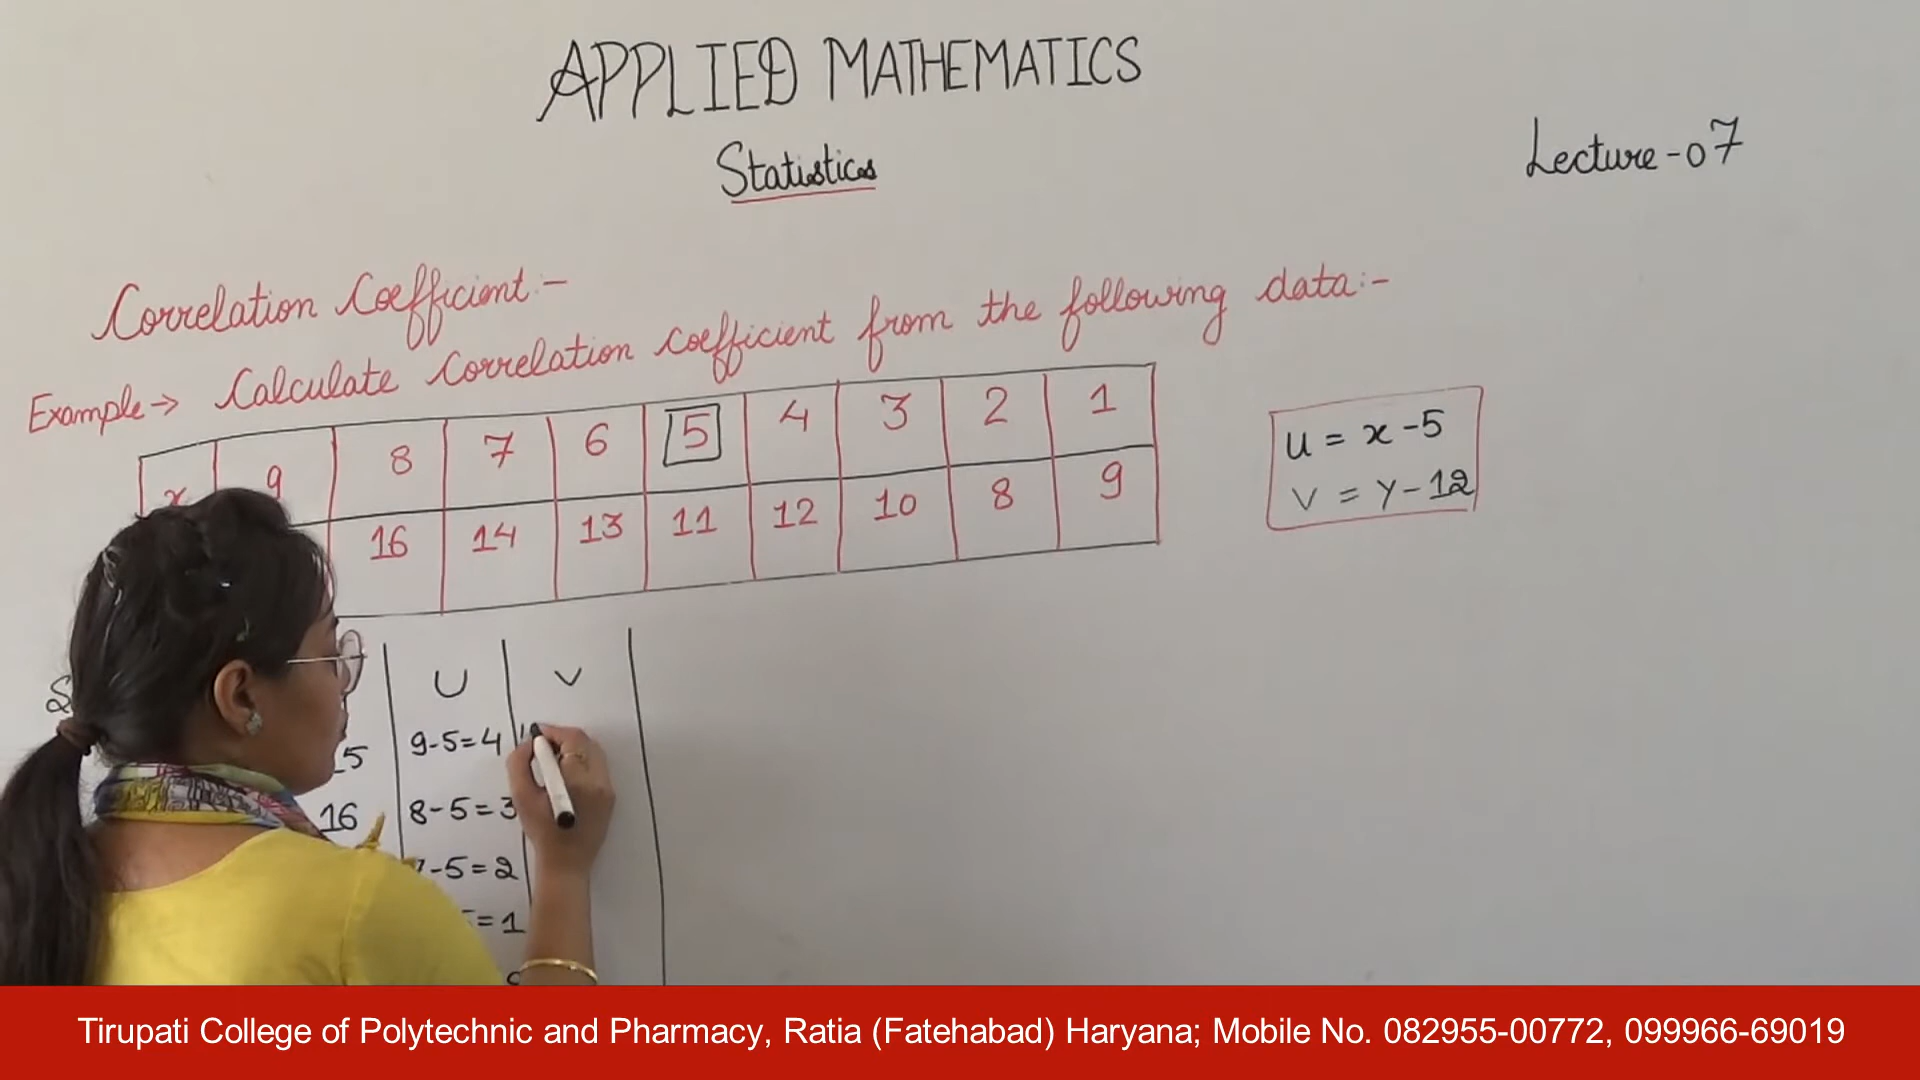 APPLIED MATHEMATICS
Statistics
Lecture-07
Correlation Coefficient:-
Example→ Calculate Correlation coefficient from the following data:-
x 9 8 7 6 5 4 3 2 1
16 14 13 11 12 10 8 9
u = x-5
v = y-12
U V
15 9-5=4
16 8-5=3
-5=2
=1
Tirupati College of Polytechnic and Pharmacy, Ratia (Fatehabad) Haryana; Mobile No. 082955-00772, 099966-69019